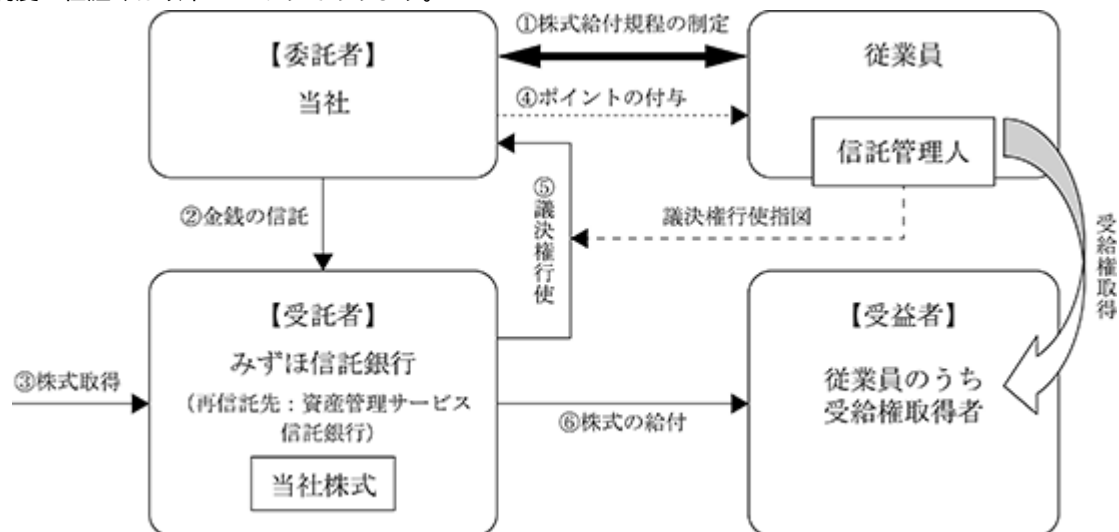 ①株式給付規程の制定
【委託者】
当社
従業員
④ポイントの付与
信託管理人
⑤議決権行使
②金銭の信託
議決権行使指図
受給権取得
【受託者】
みずほ信託銀行
(再信託先:資産管理サービス
信託銀行)
当社株式
③株式取得
⑥株式の給付
【受益者】
従業員のうち
受給権取得者